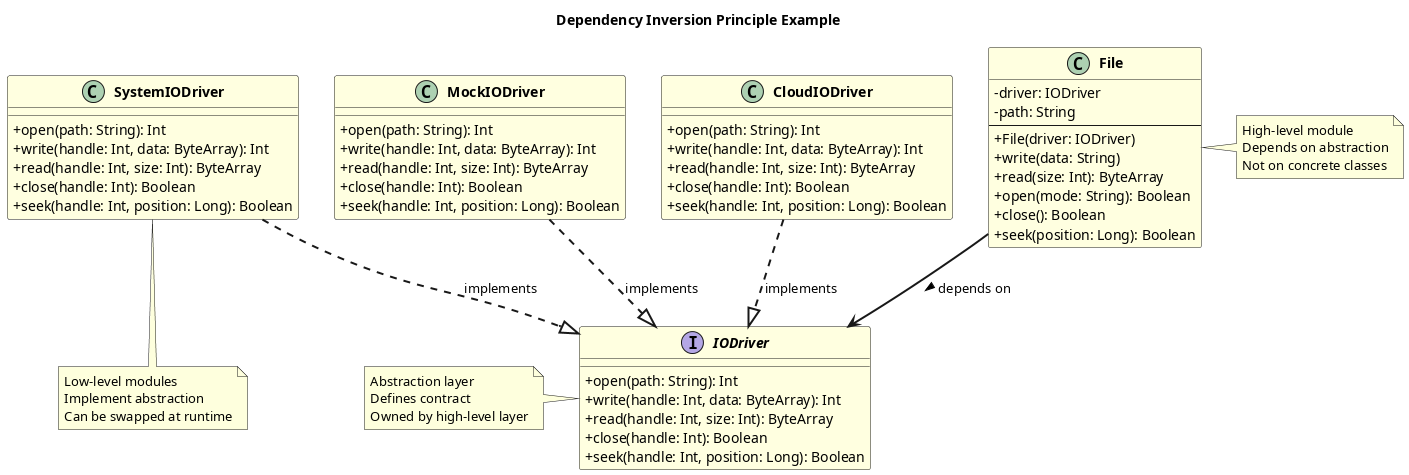 Dependency Inversion Principle Example
C SystemIODriver
+open(path: String): Int
+write(handle: Int, data: ByteArray): Int
+read(handle: Int, size: Int): ByteArray
+close(handle: Int): Boolean
+seek(handle: Int, position: Long): Boolean
C MockIODriver
+open(path: String): Int
+write(handle: Int, data: ByteArray): Int
+read(handle: Int, size: Int): ByteArray
+close(handle: Int): Boolean
+seek(handle: Int, position: Long): Boolean
C CloudIODriver
+open(path: String): Int
+write(handle: Int, data: ByteArray): Int
+read(handle: Int, size: Int): ByteArray
+close(handle: Int): Boolean
+seek(handle: Int, position: Long): Boolean
C File
-driver: IODriver
-path: String
+File(driver: IODriver)
+write(data: String)
+read(size: Int): ByteArray
+open(mode: String): Boolean
+close(): Boolean
+seek(position: Long): Boolean
High-level module
Depends on abstraction
Not on concrete classes
implements
implements
implements
depends on
Low-level modules
Implement abstraction
Can be swapped at runtime
Abstraction layer
Defines contract
Owned by high-level layer
I IODriver
+open(path: String): Int
+write(handle: Int, data: ByteArray): Int
+read(handle: Int, size: Int): ByteArray
+close(handle: Int): Boolean
+seek(handle: Int, position: Long): Boolean